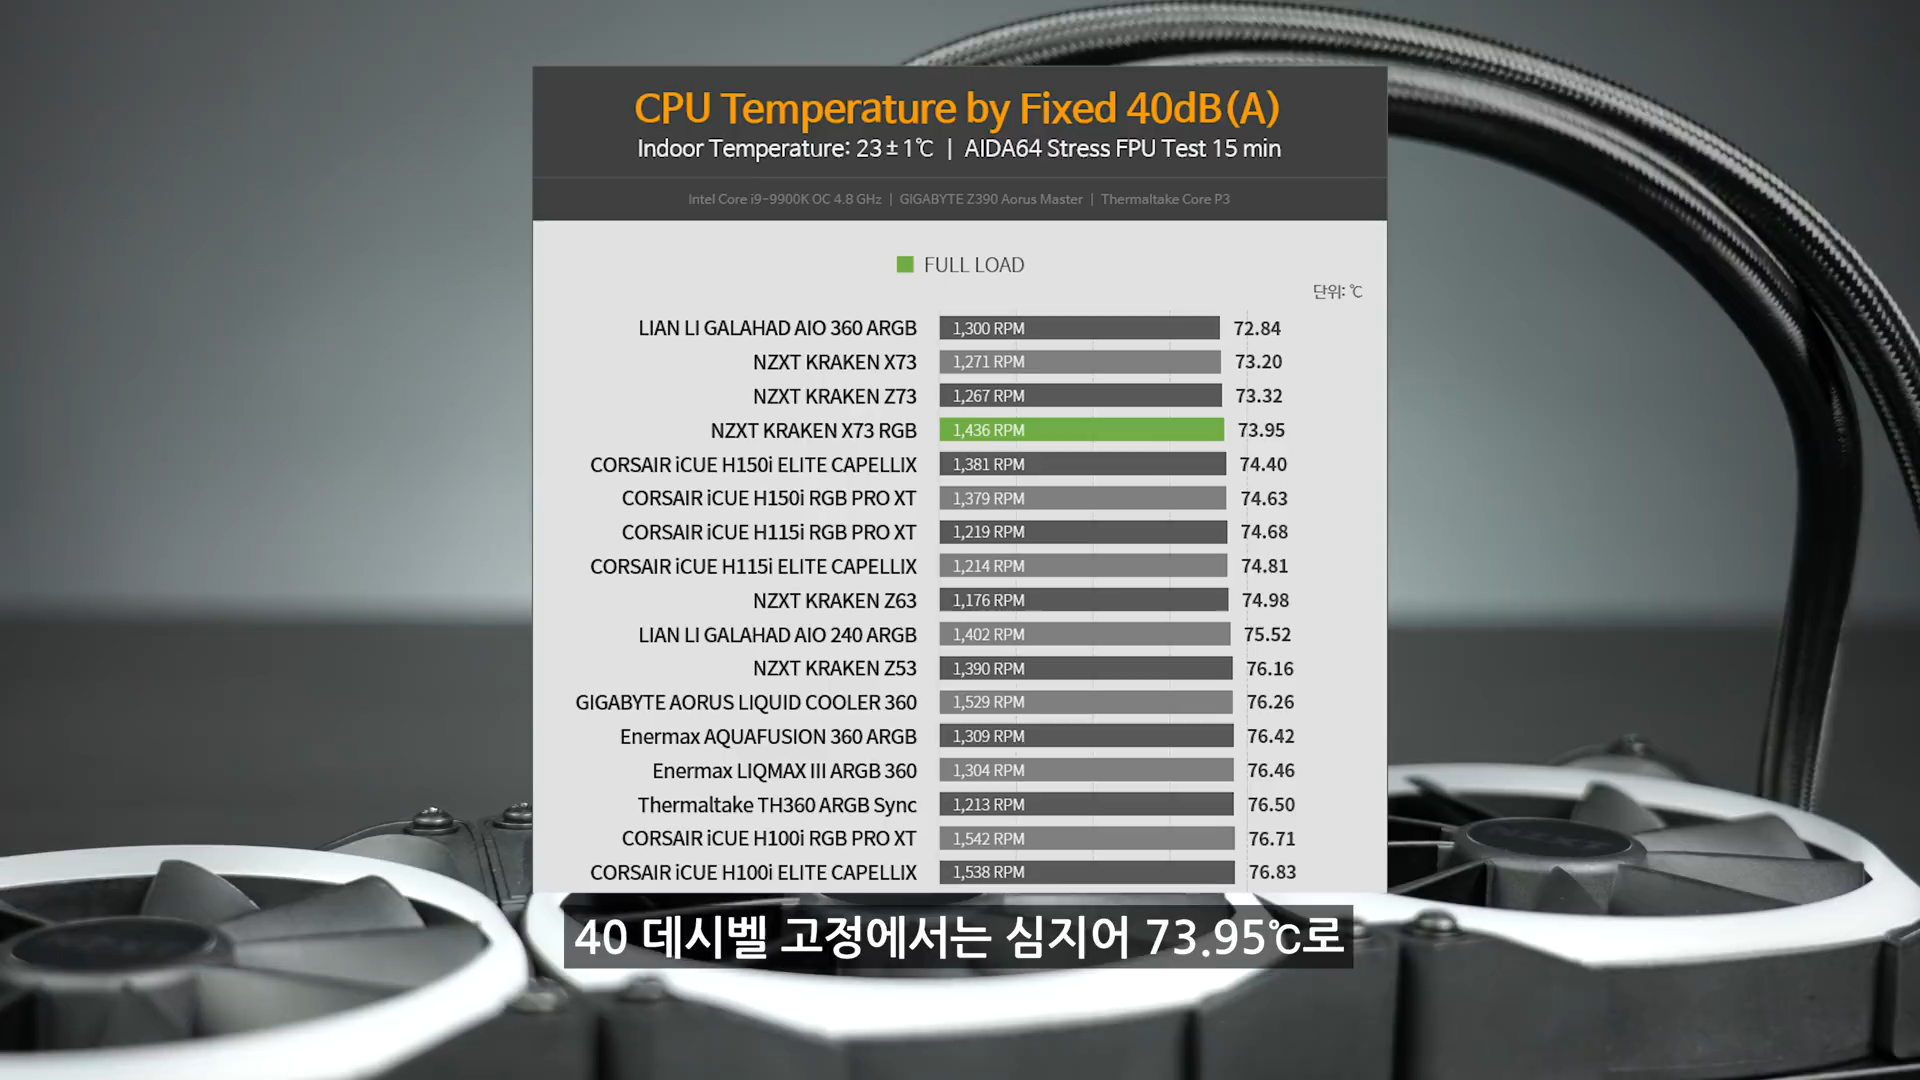 CPU Temperature by Fixed 40dB(A)
Indoor Temperature: 23±1℃ | AIDA64 Stress FPU Test 15 min
Intel Core i9-9900K OC 4.8 GHz | GIGABYTE Z390 Aorus Master | Thermaltake Core P3
FULL LOAD
단위: ℃
LIAN LI GALAHAD AIO 360 ARGB 1,300 RPM 72.84
NZXT KRAKEN X73 1,271 RPM 73.20
NZXT KRAKEN Z73 1,267 RPM 73.32
NZXT KRAKEN X73 RGB 1,436 RPM 73.95
CORSAIR iCUE H150i ELITE CAPELLIX 1,381 RPM 74.40
CORSAIR iCUE H150i RGB PRO XT 1,379 RPM 74.63
CORSAIR iCUE H115i RGB PRO XT 1,219 RPM 74.68
CORSAIR iCUE H115i ELITE CAPELLIX 1,214 RPM 74.81
NZXT KRAKEN Z63 1,176 RPM 74.98
LIAN LI GALAHAD AIO 240 ARGB 1,402 RPM 75.52
NZXT KRAKEN Z53 1,390 RPM 76.16
GIGABYTE AORUS LIQUID COOLER 360 1,529 RPM 76.26
Enermax AQUAFUSION 360 ARGB 1,309 RPM 76.42
Enermax LIQMAX III ARGB 360 1,304 RPM 76.46
Thermaltake TH360 ARGB Sync 1,213 RPM 76.50
CORSAIR iCUE H100i RGB PRO XT 1,542 RPM 76.71
CORSAIR iCUE H100i ELITE CAPELLIX 1,538 RPM 76.83
NZXT
40 데시벨 고정에서는 심지어 73.95℃로